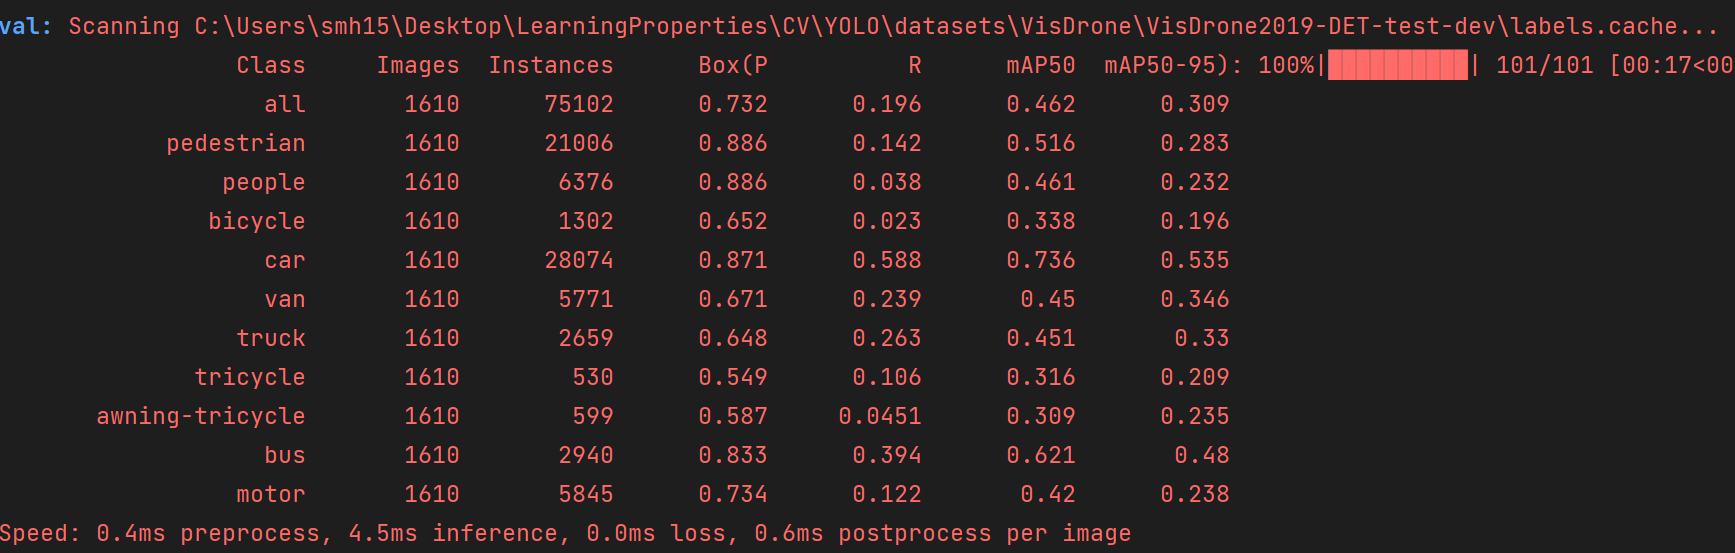 val: Scanning C:\Users\smh15\Desktop\LearningProperties\CV\YOLO\datasets\VisDrone\VisDrone2019-DET-test-dev\labels.cache...
Class Images Instances Box(P R mAP50 mAP50-95): 100%|██████████| 101/101 [00:17<00
all 1610 75102 0.732 0.196 0.462 0.309
pedestrian 1610 21006 0.886 0.142 0.516 0.283
people 1610 6376 0.886 0.038 0.461 0.232
bicycle 1610 1302 0.652 0.023 0.338 0.196
car 1610 28074 0.871 0.588 0.736 0.535
van 1610 5771 0.671 0.239 0.45 0.346
truck 1610 2659 0.648 0.263 0.451 0.33
tricycle 1610 530 0.549 0.106 0.316 0.209
awning-tricycle 1610 599 0.587 0.0451 0.309 0.235
bus 1610 2940 0.833 0.394 0.621 0.48
motor 1610 5845 0.734 0.122 0.42 0.238
Speed: 0.4ms preprocess, 4.5ms inference, 0.0ms loss, 0.6ms postprocess per image